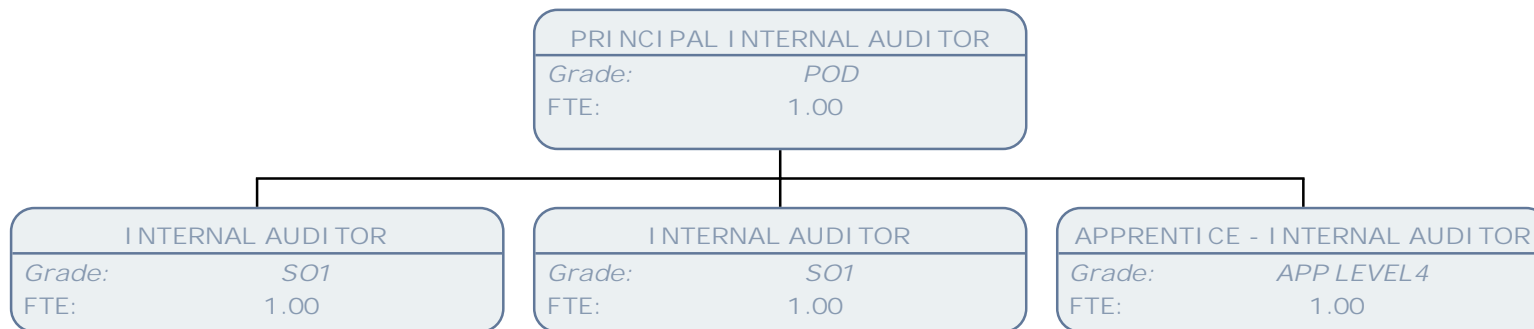 PRINCIPAL INTERNAL AUDITOR
Grade: POD
FTE: 1.00
INTERNAL AUDITOR
Grade: SO1
FTE: 1.00
INTERNAL AUDITOR
Grade: SO1
FTE: 1.00
APPRENTICE - INTERNAL AUDITOR
Grade: APP LEVEL4
FTE: 1.00